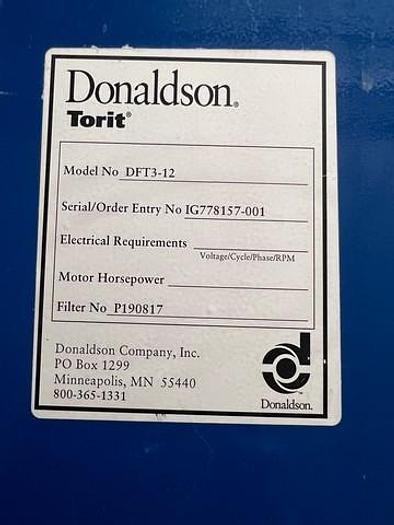 Donaldson®
Torit®
Model No DFT3-12
Serial/Order Entry No IG778157-001
Electrical Requirements
Voltage/Cycle/Phase/RPM
Motor Horsepower
Filter No P190817
Donaldson Company, Inc.
PO Box 1299
Minneapolis, MN 55440
800-365-1331
Donaldson.